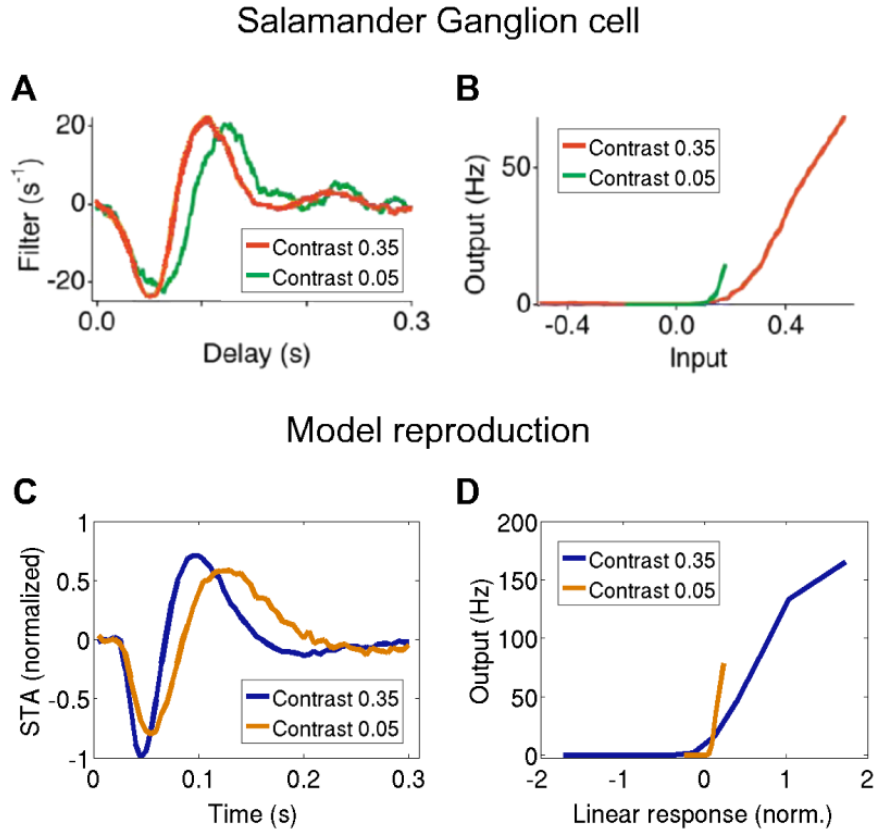 Salamander Ganglion cell
A
Filter (s⁻¹)
20
0
-20
Contrast 0.35
Contrast 0.05
0.0
0.3
Delay (s)
B
Output (Hz)
50
0
Contrast 0.35
Contrast 0.05
-0.4
0.0
0.4
Input
Model reproduction
C
STA (normalized)
1
0.5
0
-0.5
-1
Contrast 0.35
Contrast 0.05
0
0.1
0.2
0.3
Time (s)
D
Output (Hz)
200
150
100
50
0
Contrast 0.35
Contrast 0.05
-2
-1
0
1
2
Linear response (norm.)